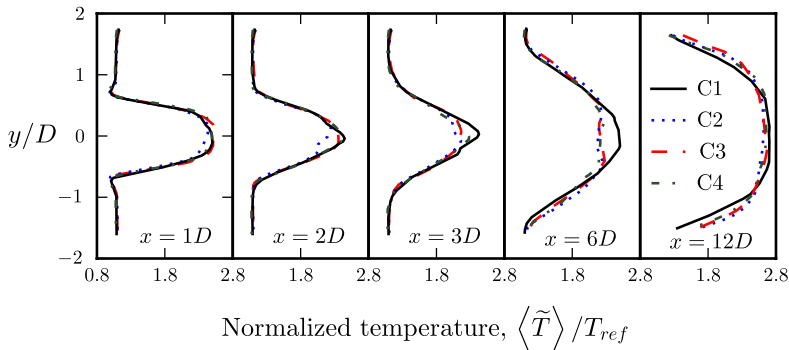 2
1
0
−1
−2
y/D
x = 1D
x = 2D
x = 3D
x = 6D
x = 12D
C1
C2
C3
C4
0.8 1.8 2.8 1.8 2.8 1.8 2.8 1.8 2.8 1.8 2.8
Normalized temperature, ⟨T̃⟩/T_ref